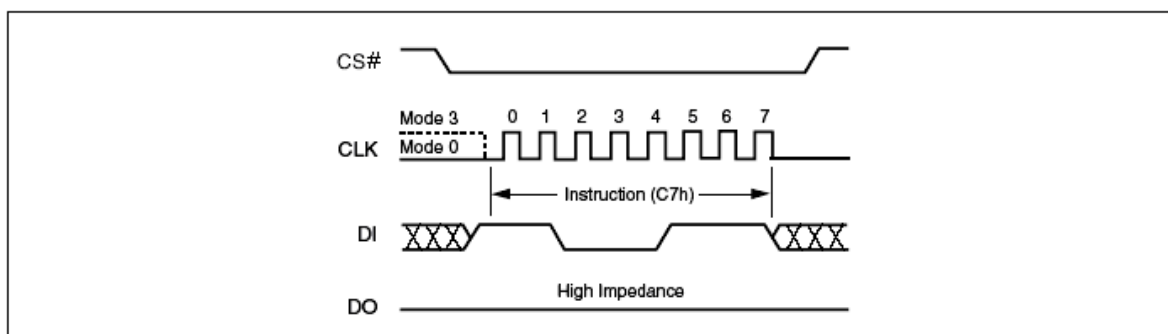 CS#
Mode 3
0 1 2 3 4 5 6 7
CLK
Mode 0
Instruction (C7h)
DI
High Impedance
DO